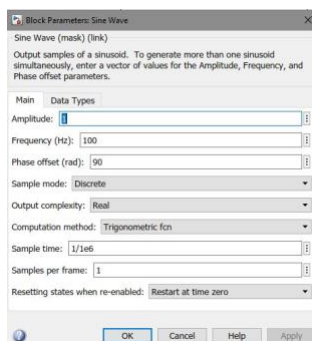 Block Parameters: Sine Wave
Sine Wave (mask) (link)
Output samples of a sinusoid. To generate more than one sinusoid
simultaneously, enter a vector of values for the Amplitude, Frequency, and
Phase offset parameters.
Main Data Types
Amplitude: 1
Frequency (Hz): 100
Phase offset (rad): 90
Sample mode: Discrete
Output complexity: Real
Computation method: Trigonometric fcn
Sample time: 1/1e6
Samples per frame: 1
Resetting states when re-enabled: Restart at time zero
OK Cancel Help Apply